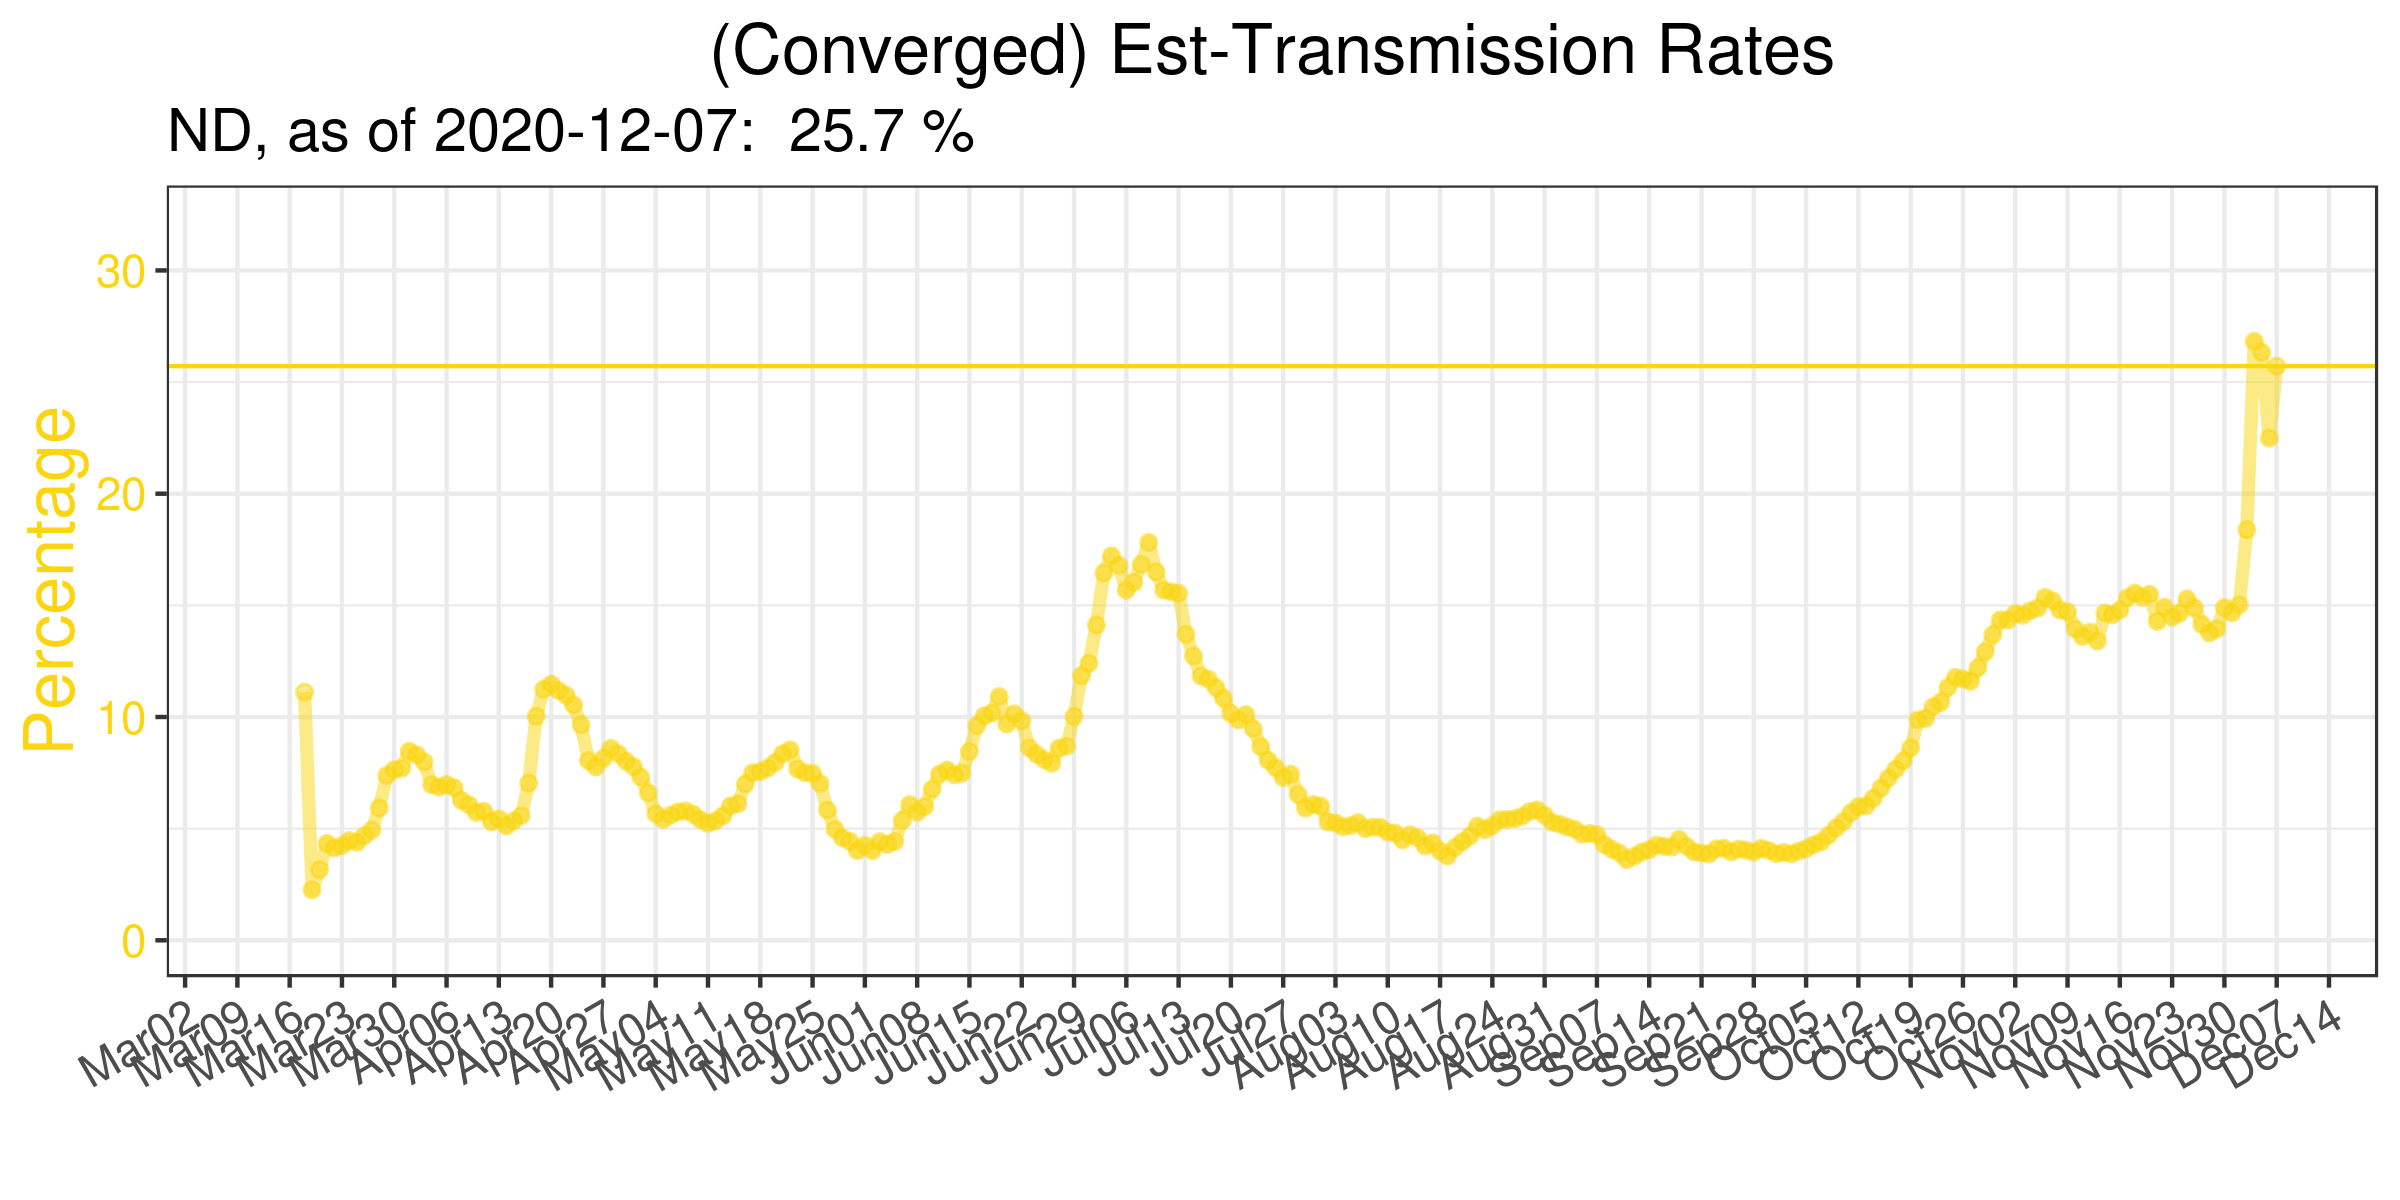 (Converged) Est-Transmission Rates
ND, as of 2020-12-07:  25.7 %
Percentage
30
20
10
0
Mar02
Mar09
Mar16
Mar23
Mar30
Apr06
Apr13
Apr20
Apr27
May04
May11
May18
May25
Jun01
Jun08
Jun15
Jun22
Jun29
Jul06
Jul13
Jul20
Jul27
Aug03
Aug10
Aug17
Aug24
Aug31
Sep07
Sep14
Sep21
Sep28
Oct05
Oct12
Oct19
Oct26
Nov02
Nov09
Nov16
Nov23
Nov30
Dec07
Dec14